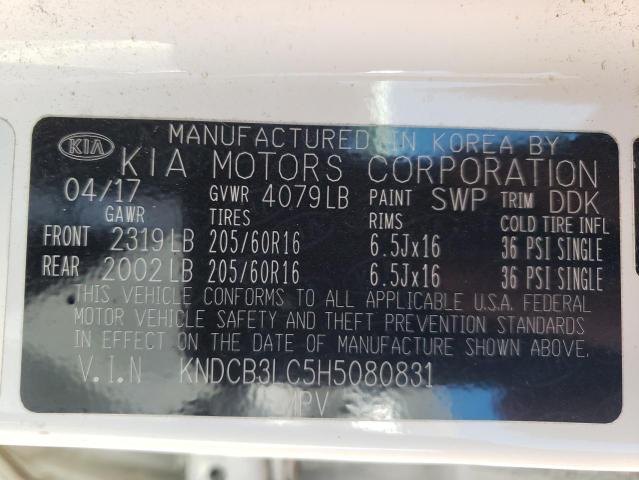 MANUFACTURED IN KOREA BY
KIA KIA MOTORS CORPORATION
04/17 GVWR 4079LB PAINT SWP TRIM DDK
GAWR TIRES RIMS COLD TIRE INFL
FRONT 2319LB 205/60R16 6.5Jx16 36 PSI SINGLE
REAR 2002LB 205/60R16 6.5Jx16 36 PSI SINGLE
THIS VEHICLE CONFORMS TO ALL APPLICABLE U.S.A. FEDERAL
MOTOR VEHICLE SAFETY AND THEFT PREVENTION STANDARDS
IN EFFECT ON THE DATE OF MANUFACTURE SHOWN ABOVE.
V.I.N KNDCB3LC5H5080831
MPV